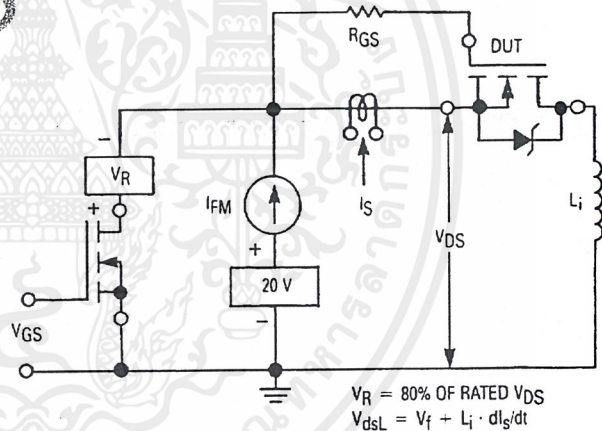 RGS
DUT
−
VR
+
IFM
+
20 V
−
IS
VDS
Li
VGS
VR = 80% OF RATED VDS
VdsL = Vf + Li · dIs/dt